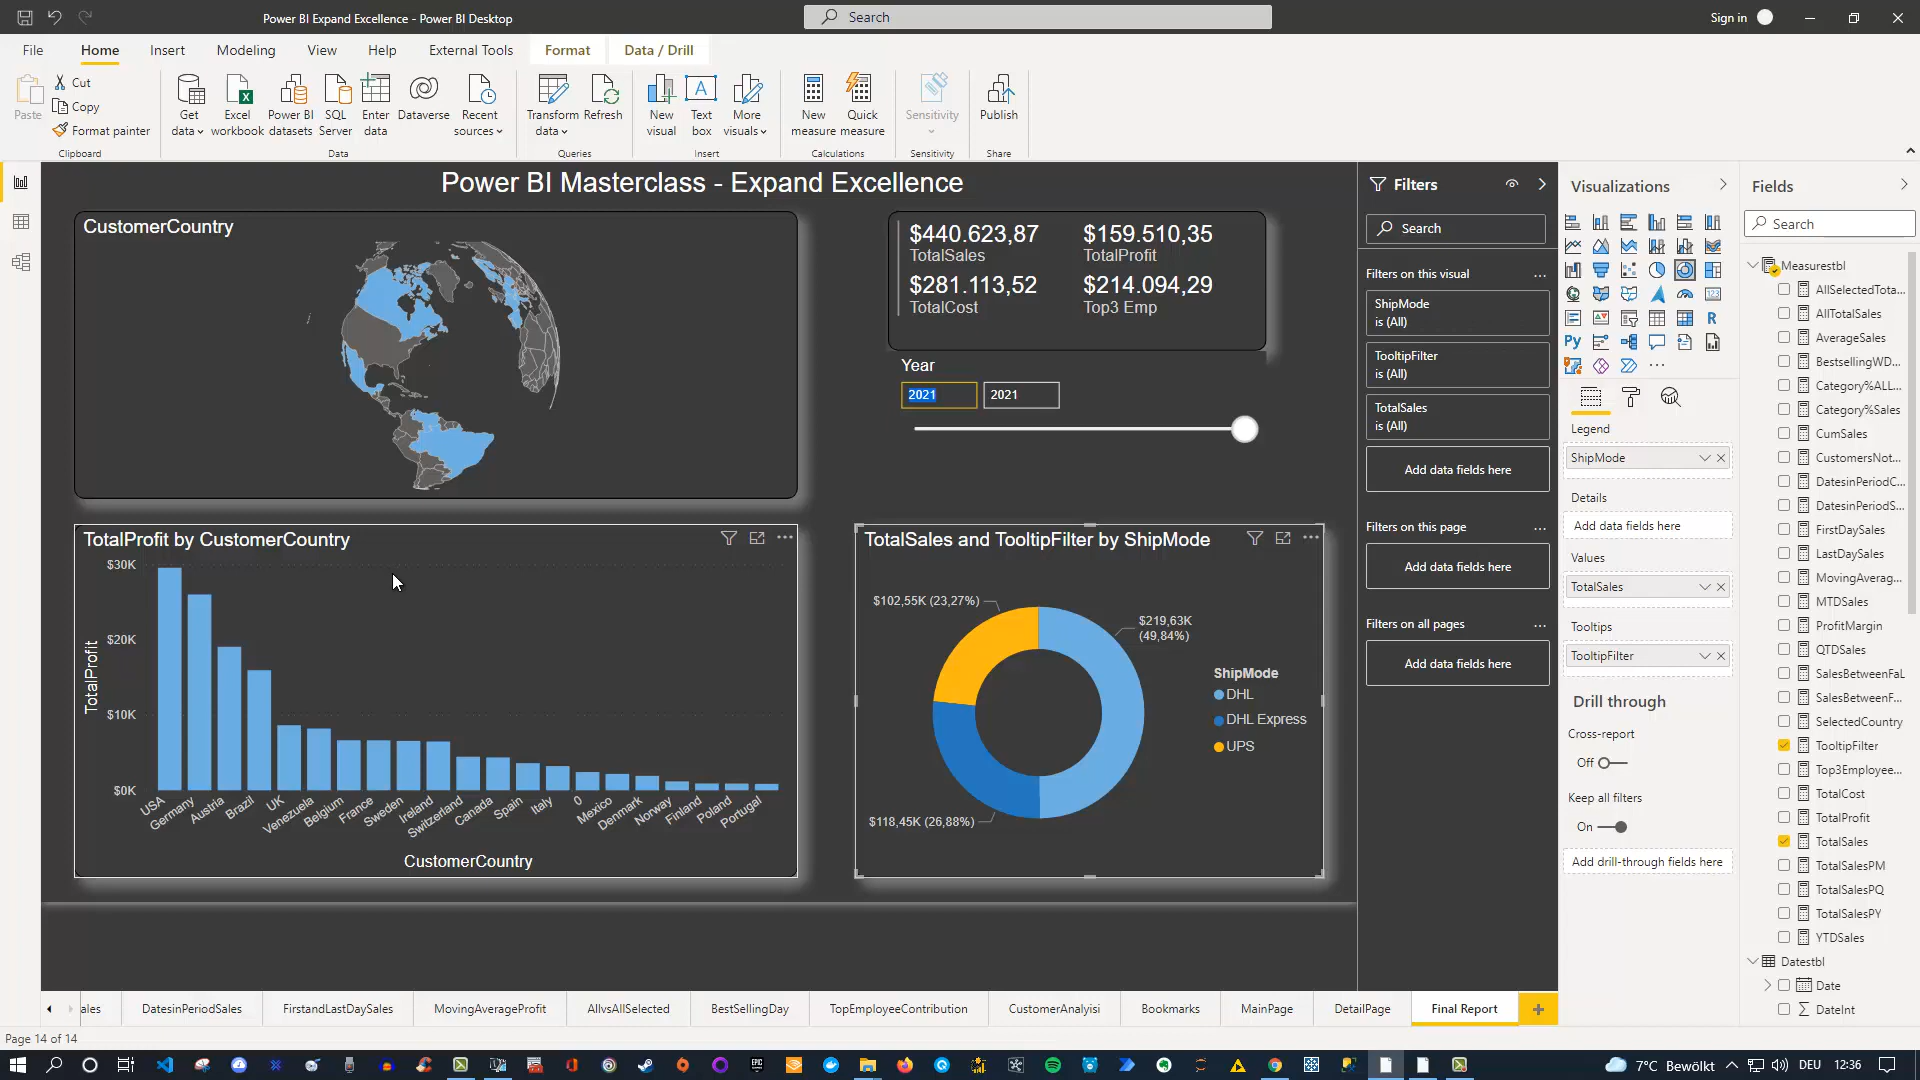 Power BI Expand Excellence - Power BI Desktop
Search
Sign in
File
Home
Insert
Modeling
View
Help
External Tools
Format
Data / Drill
Paste
Cut
Copy
Format painter
Clipboard
Get data
Excel workbook
Power BI datasets
SQL Server
Enter data
Dataverse
Recent sources
Data
Transform data
Refresh
Queries
New visual
Text box
More visuals
Insert
New measure
Quick measure
Calculations
Sensitivity
Sensitivity
Publish
Share
Power BI Masterclass - Expand Excellence
CustomerCountry
$440.623,87
TotalSales
$159.510,35
TotalProfit
$281.113,52
TotalCost
$214.094,29
Top3 Emp
Year
2021
2021
TotalProfit by CustomerCountry
TotalProfit
$30K
$20K
$10K
$0K
USA
Germany
Austria
Brazil
UK
Venezuela
Belgium
France
Sweden
Ireland
Switzerland
Canada
Spain
Italy
0
Mexico
Denmark
Norway
Finland
Poland
Portugal
CustomerCountry
TotalSales and TooltipFilter by ShipMode
$102,55K (23,27%)
$219,63K
(49,84%)
$118,45K (26,88%)
ShipMode
DHL
DHL Express
UPS
Filters
Search
Filters on this visual
ShipMode
is (All)
TooltipFilter
is (All)
TotalSales
is (All)
Add data fields here
Filters on this page
Add data fields here
Filters on all pages
Add data fields here
Visualizations
R
Py
Legend
ShipMode
Details
Add data fields here
Values
TotalSales
Tooltips
TooltipFilter
Drill through
Cross-report
Off
Keep all filters
On
Add drill-through fields here
Fields
Search
Measurestbl
AllSelectedTota...
AllTotalSales
AverageSales
BestsellingWD...
Category%ALL...
Category%Sales
CumSales
CustomersNot...
DatesinPeriodC...
DatesinPeriodS...
FirstDaySales
LastDaySales
MovingAverag...
MTDSales
ProfitMargin
QTDSales
SalesBetweenFaL
SalesBetweenF...
SelectedCountry
TooltipFilter
Top3Employee...
TotalCost
TotalProfit
TotalSales
TotalSalesPM
TotalSalesPQ
TotalSalesPY
YTDSales
Datestbl
Date
DateInt
ales
DatesinPeriodSales
FirstandLastDaySales
MovingAverageProfit
AllvsAllSelected
BestSellingDay
TopEmployeeContribution
CustomerAnalyisi
Bookmarks
MainPage
DetailPage
Final Report
Page 14 of 14
7°C Bewölkt
DEU
12:36